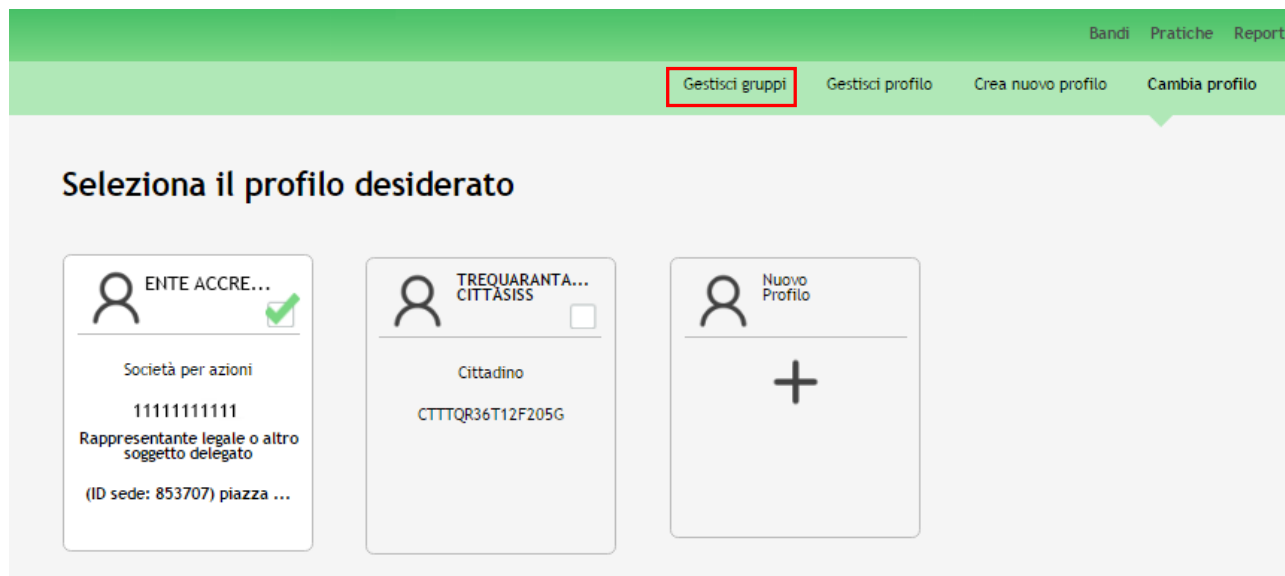 Bandi Pratiche Report
Gestisci gruppi Gestisci profilo Crea nuovo profilo Cambia profilo
Seleziona il profilo desiderato
ENTE ACCRE...
Società per azioni
11111111111
Rappresentante legale o altro
soggetto delegato
(ID sede: 853707) piazza ...
TREQUARANTA...
CITTÀSISS
Cittadino
CTTTQR36T12F205G
Nuovo
Profilo